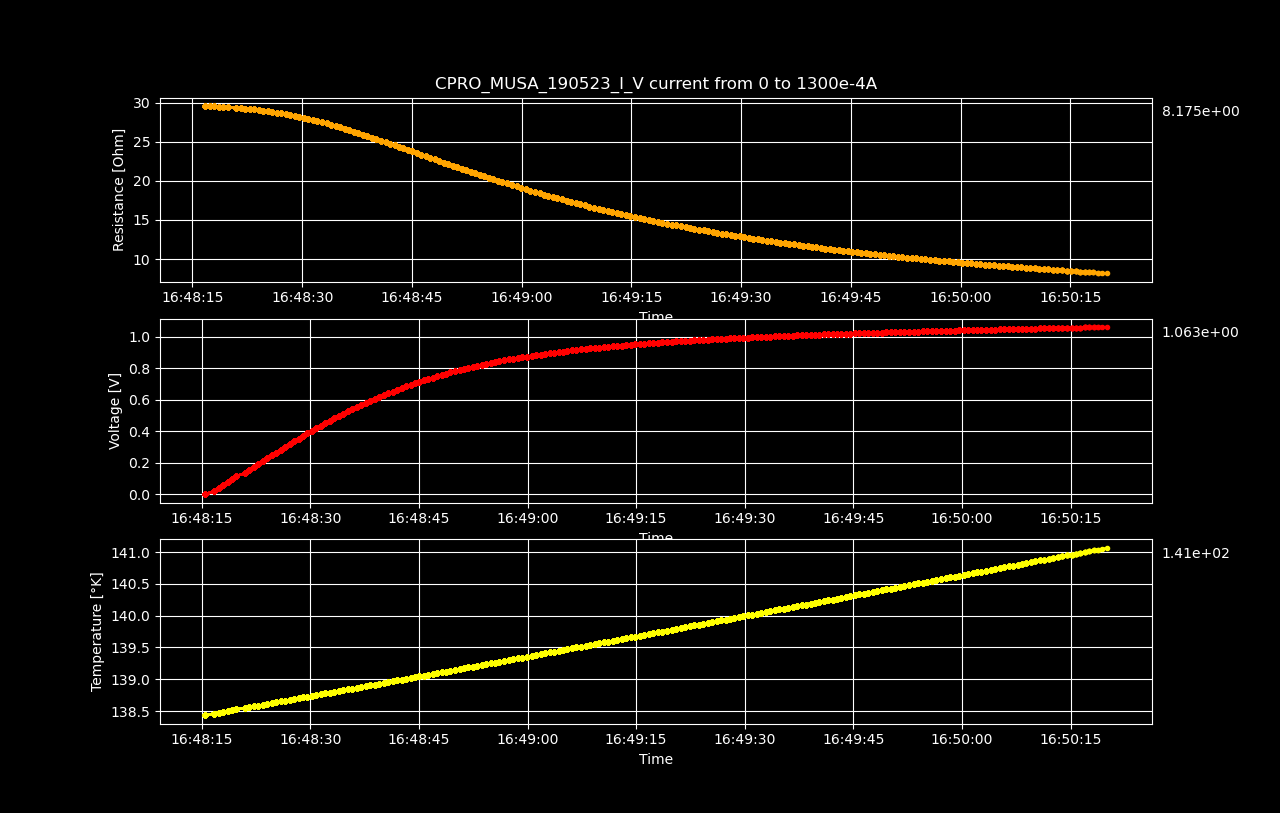 CPRO_MUSA_190523_I_V current from 0 to 1300e-4A
30
25
20
15
10
Resistance [Ohm]
8.175e+00
16:48:15 16:48:30 16:48:45 16:49:00 16:49:15 16:49:30 16:49:45 16:50:00 16:50:15
Time
1.0
0.8
0.6
0.4
0.2
0.0
Voltage [V]
1.063e+00
16:48:15 16:48:30 16:48:45 16:49:00 16:49:15 16:49:30 16:49:45 16:50:00 16:50:15
Time
141.0
140.5
140.0
139.5
139.0
138.5
Temperature [°K]
1.41e+02
16:48:15 16:48:30 16:48:45 16:49:00 16:49:15 16:49:30 16:49:45 16:50:00 16:50:15
Time